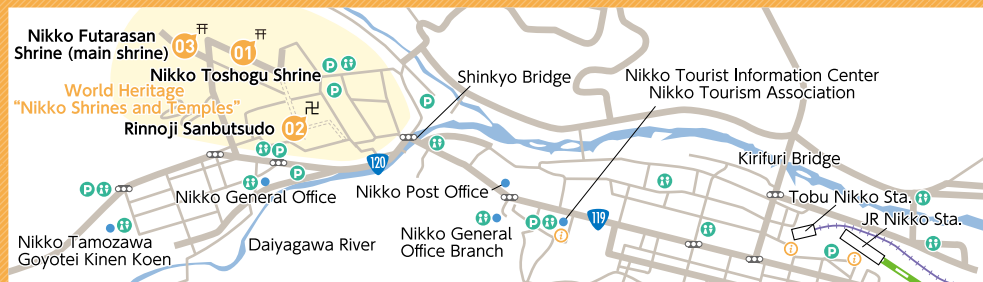 Nikko Futarasan
Shrine (main shrine)
03
01
Nikko Toshogu Shrine
World Heritage
“Nikko Shrines and Temples”
Rinnoji Sanbutsudo
02
卍
P
P
P
Shinkyo Bridge
Nikko Tourist Information Center
Nikko Tourism Association
120
P
P
P
Nikko General Office
Nikko Post Office
Kirifuri Bridge
Tobu Nikko Sta.
JR Nikko Sta.
Nikko Tamozawa
Goyotei Kinen Koen
Daiyagawa River
Nikko General
Office Branch
P
i
119
i
P
i